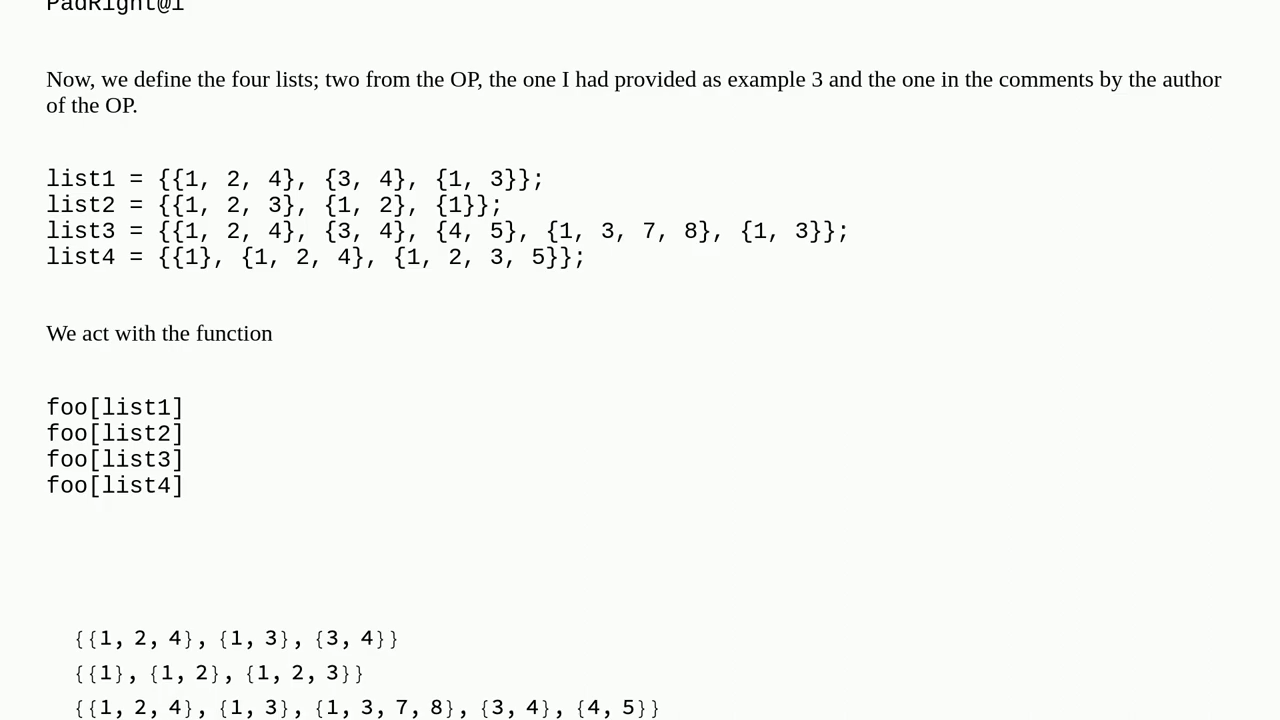 PadRight@l
Now, we define the four lists; two from the OP, the one I had provided as example 3 and the one in the comments by the author
of the OP.
list1 = {{1, 2, 4}, {3, 4}, {1, 3}};
list2 = {{1, 2, 3}, {1, 2}, {1}};
list3 = {{1, 2, 4}, {3, 4}, {4, 5}, {1, 3, 7, 8}, {1, 3}};
list4 = {{1}, {1, 2, 4}, {1, 2, 3, 5}};
We act with the function
foo[list1]
foo[list2]
foo[list3]
foo[list4]
{{1, 2, 4}, {1, 3}, {3, 4}}
{{1}, {1, 2}, {1, 2, 3}}
{{1, 2, 4}, {1, 3}, {1, 3, 7, 8}, {3, 4}, {4, 5}}